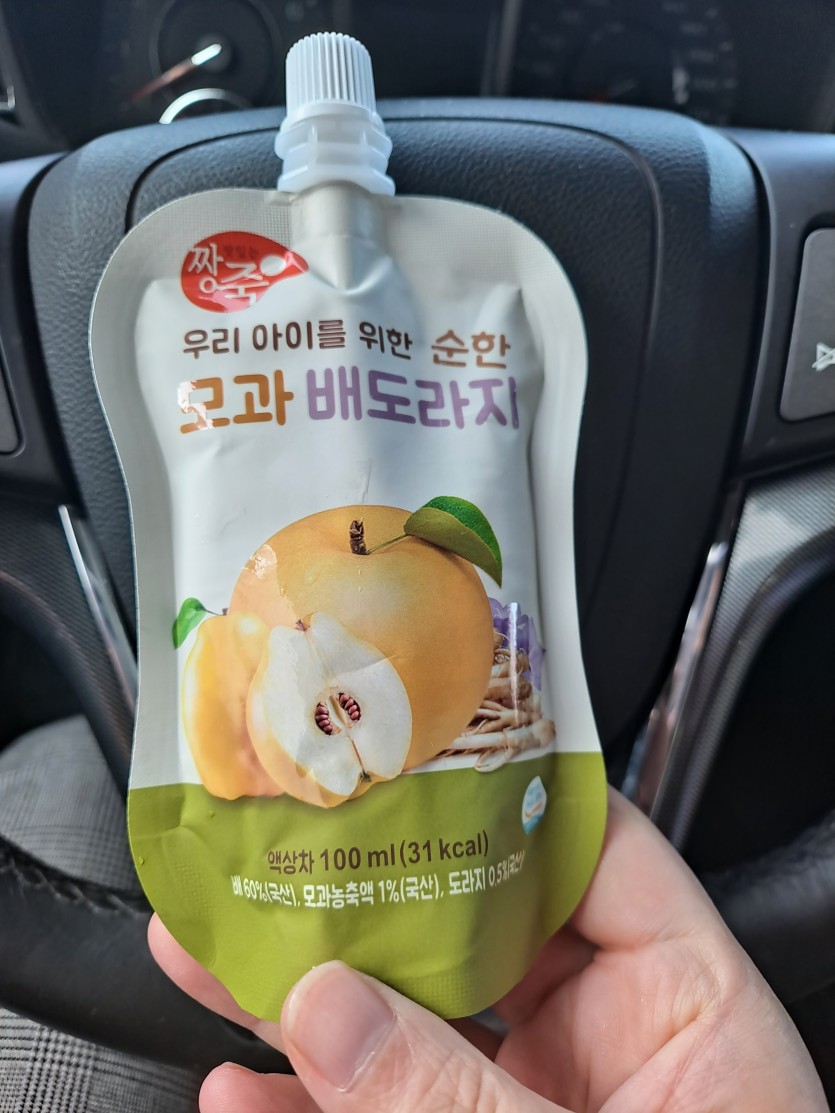 짱죽
우리 아이를 위한 순한
모과 배도라지
액상차 100 ml (31 kcal)
배 60%(국산), 모과농축액 1%(국산), 도라지 0.5%(국산)